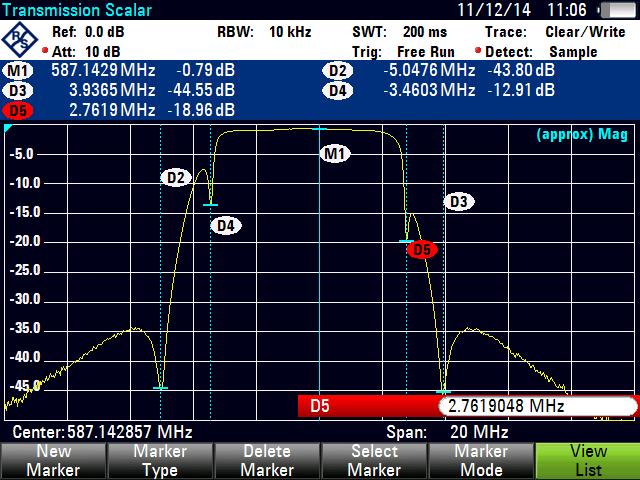 Transmission Scalar 11/12/14 11:06
Ref: 0.0 dB RBW: 10 kHz SWT: 200 ms Trace: Clear/Write
Att: 10 dB Trig: Free Run Detect: Sample
M1 587.1429 MHz -0.79 dB D2 -5.0476 MHz -43.80 dB
D3 3.9365 MHz -44.55 dB D4 -3.4603 MHz -12.91 dB
D5 2.7619 MHz -18.96 dB
(approx) Mag
-5.0
M1
-10.0
D2
-15.0
D3
D4
-20.0
D5
-25.0
-30.0
-35.0
-40.0
-45.0
D5 2.7619048 MHz
Center: 587.142857 MHz Span: 20 MHz
New Marker
Marker Type
Delete Marker
Select Marker
Marker Mode
View List